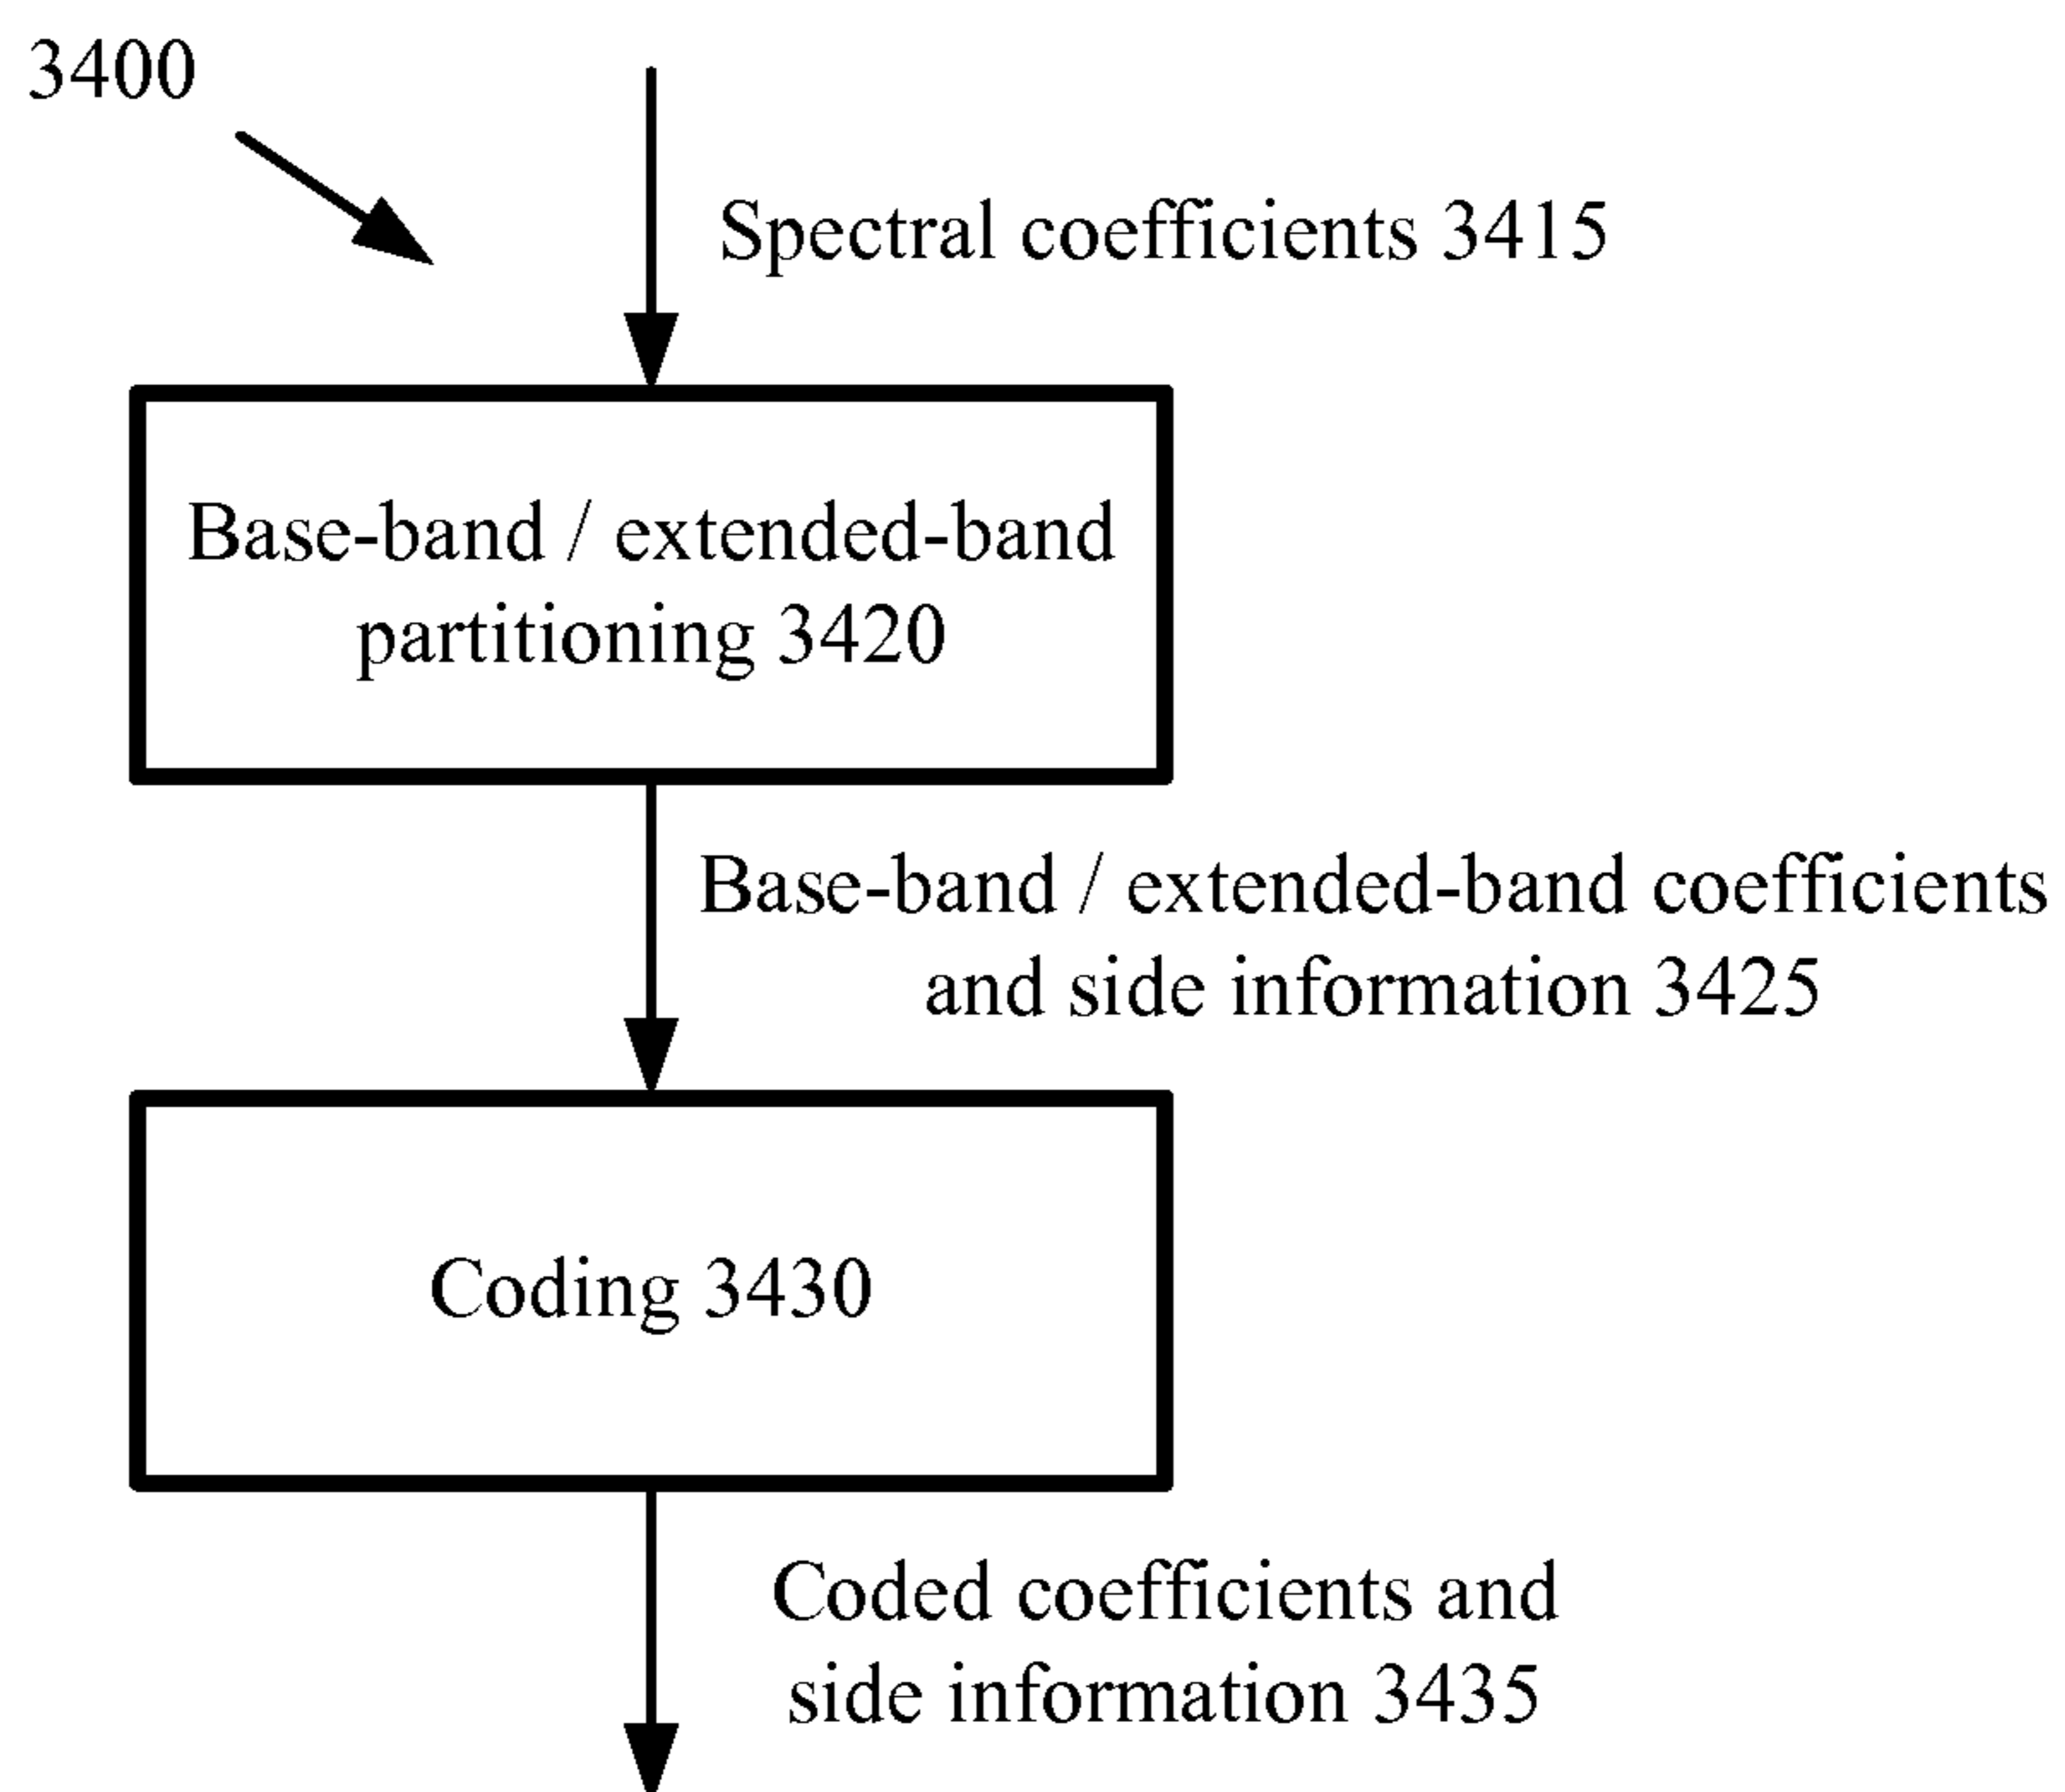 3400
Spectral coefficients 3415
Base-band / extended-band
partitioning 3420
Base-band / extended-band coefficients
and side information 3425
Coding 3430
Coded coefficients and
side information 3435